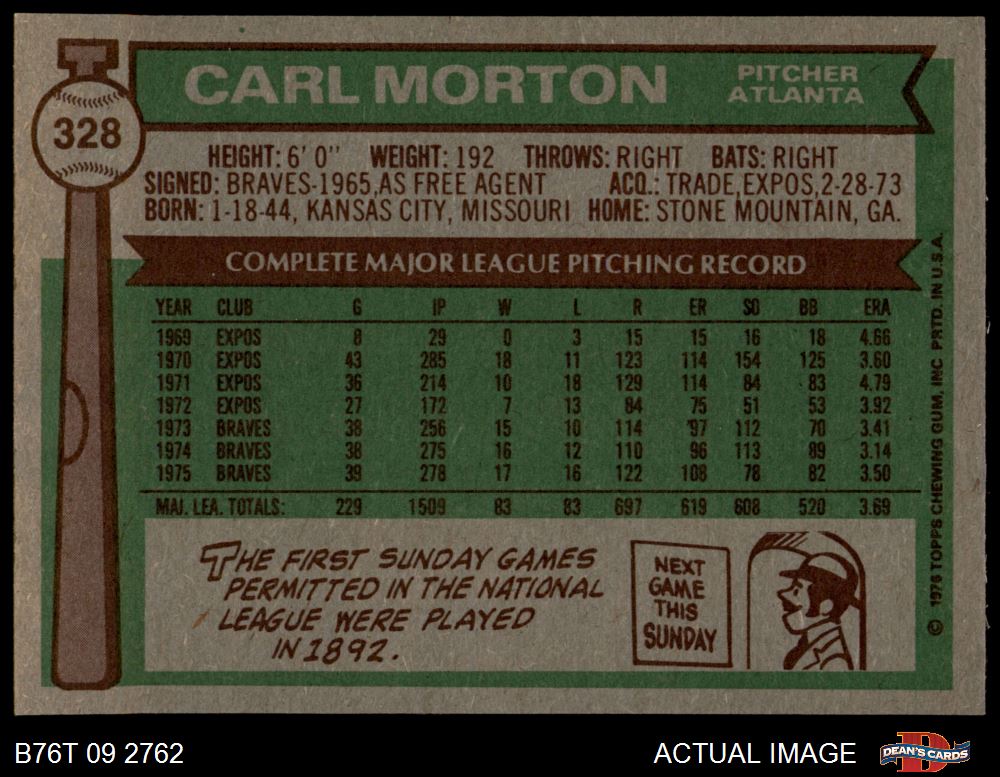 328
CARL MORTON
PITCHER
ATLANTA
HEIGHT: 6' 0" WEIGHT: 192 THROWS: RIGHT BATS: RIGHT
SIGNED: BRAVES-1965,AS FREE AGENT ACQ.: TRADE,EXPOS,2-28-73
BORN: 1-18-44, KANSAS CITY, MISSOURI HOME: STONE MOUNTAIN, GA.
COMPLETE MAJOR LEAGUE PITCHING RECORD
YEAR CLUB G IP W L R ER SO BB ERA
1969 EXPOS 8 29 0 3 15 15 16 18 4.66
1970 EXPOS 43 285 18 11 123 114 154 125 3.60
1971 EXPOS 36 214 10 18 129 114 84 83 4.79
1972 EXPOS 27 172 7 13 84 75 51 53 3.92
1973 BRAVES 38 256 15 10 114 97 112 70 3.41
1974 BRAVES 38 275 16 12 110 96 113 89 3.14
1975 BRAVES 39 278 17 16 122 108 78 82 3.50
MAJ. LEA. TOTALS: 229 1509 83 83 697 619 608 520 3.69
THE FIRST SUNDAY GAMES
PERMITTED IN THE NATIONAL
LEAGUE WERE PLAYED
IN 1892.
NEXT
GAME
THIS
SUNDAY
© 1976 TOPPS CHEWING GUM, INC PRTD. IN U.S.A.
B76T 09 2762
ACTUAL IMAGE
D
DEAN'S CARDS